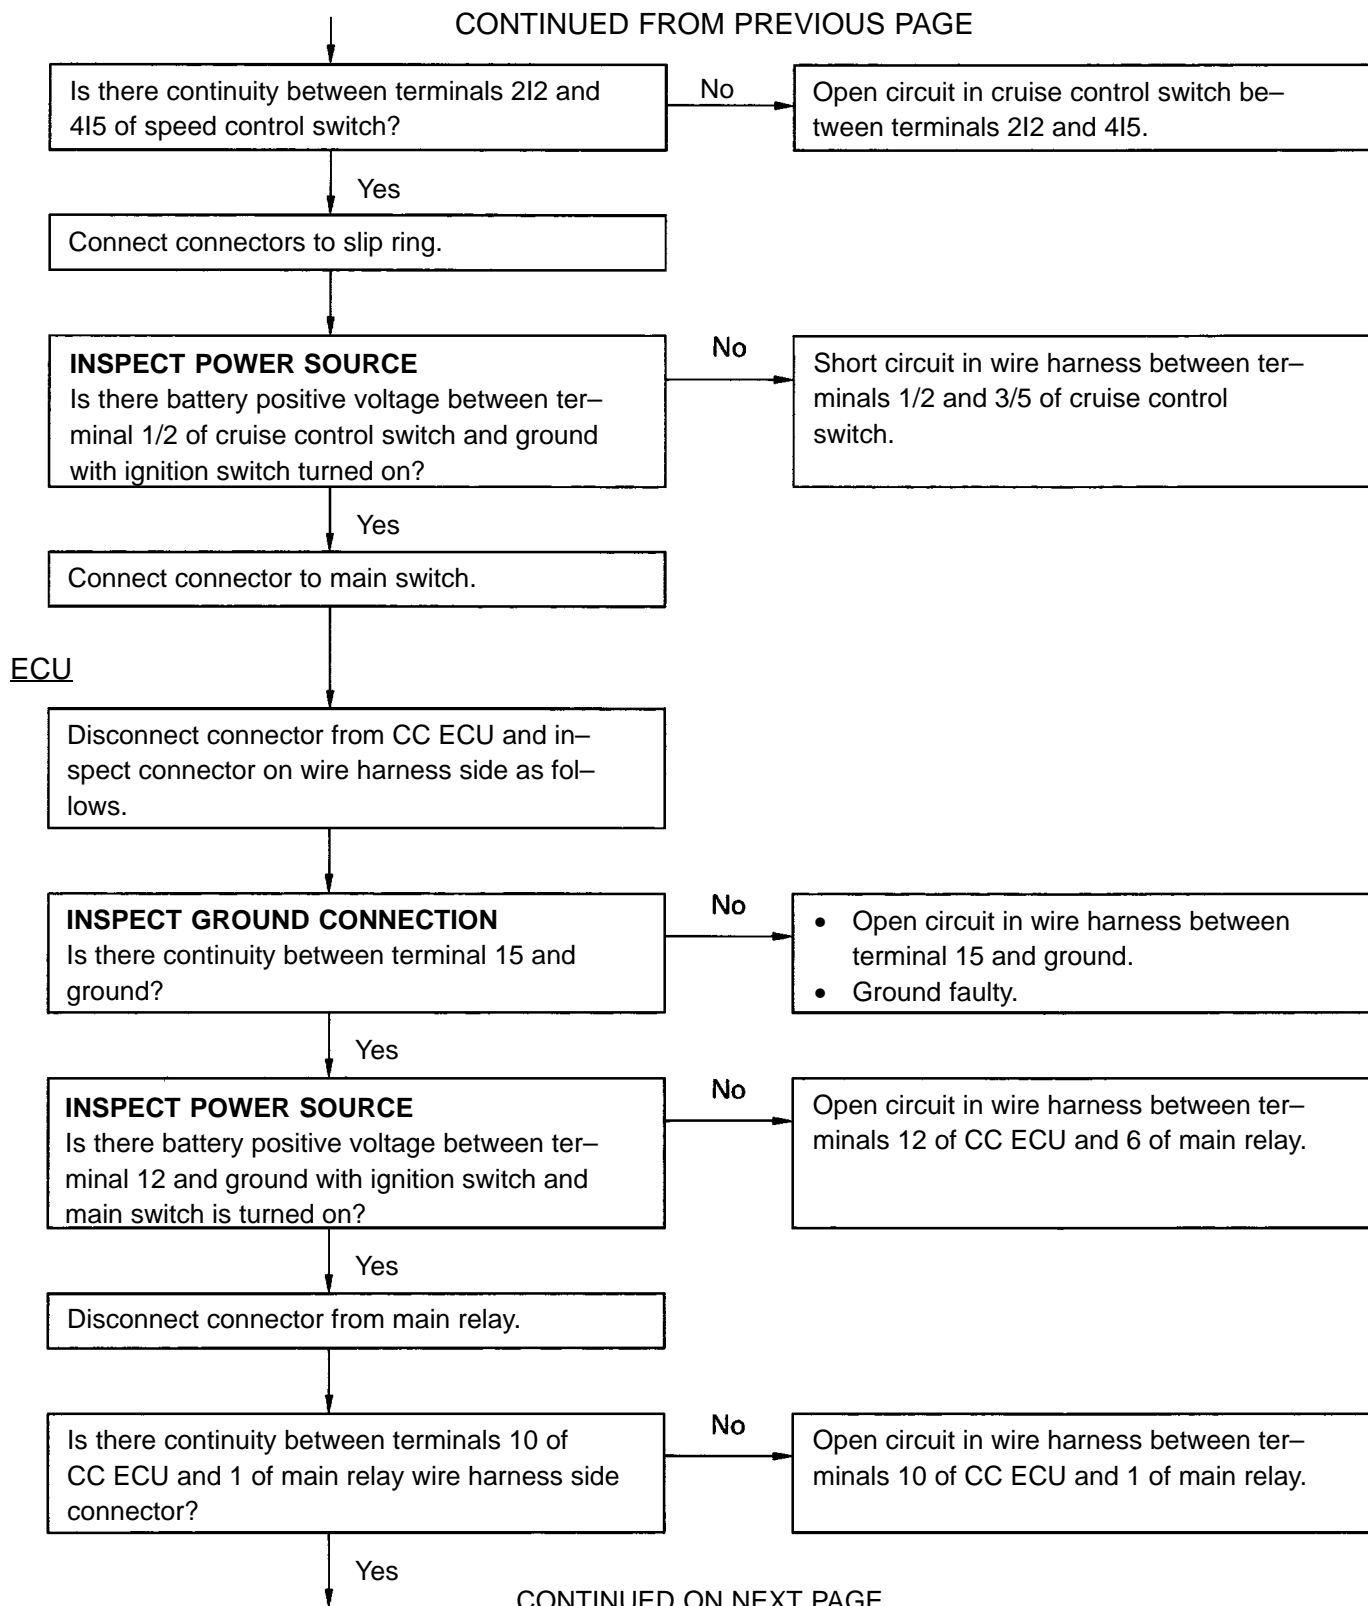 CONTINUED FROM PREVIOUS PAGE
Is there continuity between terminals 2I2 and
4I5 of speed control switch?
No
Open circuit in cruise control switch be–
tween terminals 2I2 and 4I5.
Yes
Connect connectors to slip ring.
INSPECT POWER SOURCE
Is there battery positive voltage between ter–
minal 1/2 of cruise control switch and ground
with ignition switch turned on?
No
Short circuit in wire harness between ter–
minals 1/2 and 3/5 of cruise control
switch.
Yes
Connect connector to main switch.
ECU
Disconnect connector from CC ECU and in–
spect connector on wire harness side as fol–
lows.
INSPECT GROUND CONNECTION
Is there continuity between terminal 15 and
ground?
No
• Open circuit in wire harness between
terminal 15 and ground.
• Ground faulty.
Yes
INSPECT POWER SOURCE
Is there battery positive voltage between ter–
minal 12 and ground with ignition switch and
main switch is turned on?
No
Open circuit in wire harness between ter–
minals 12 of CC ECU and 6 of main relay.
Yes
Disconnect connector from main relay.
Is there continuity between terminals 10 of
CC ECU and 1 of main relay wire harness side
connector?
No
Open circuit in wire harness between ter–
minals 10 of CC ECU and 1 of main relay.
Yes
CONTINUED ON NEXT PAGE